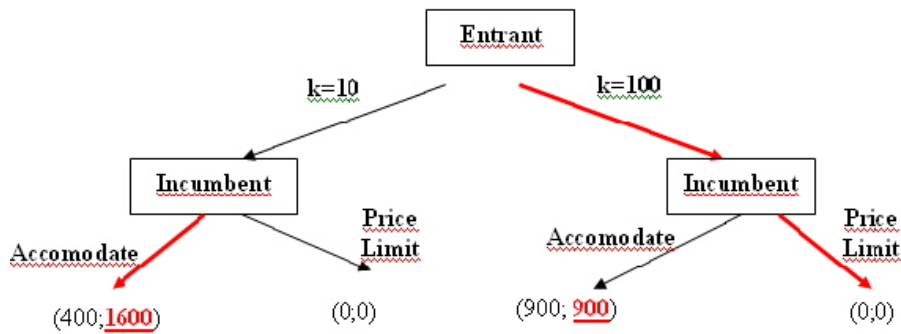 Entrant
k=10
k=100
Incumbent
Incumbent
Accomodate
Price
Limit
Accomodate
Price
Limit
(400;1600)
(0;0)
(900; 900)
(0;0)